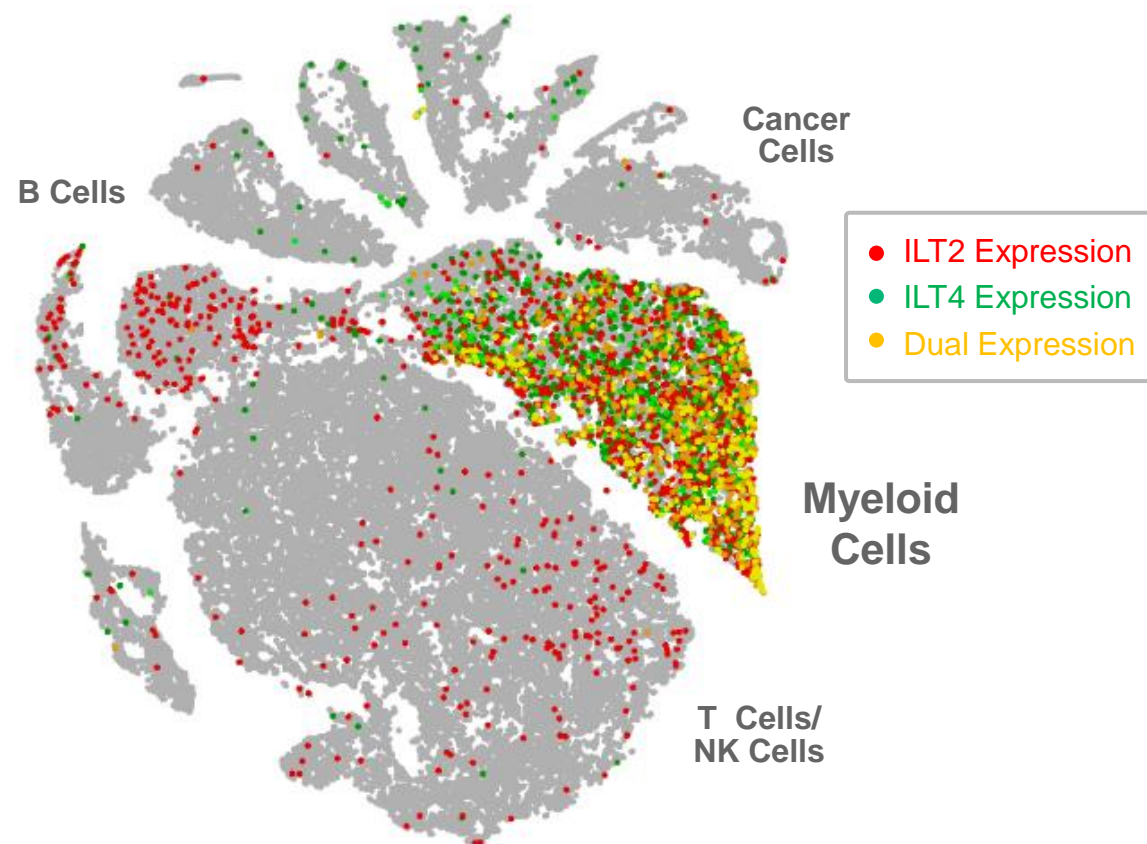 Cancer
Cells
B Cells
ILT2 Expression
ILT4 Expression
Dual Expression
Myeloid
Cells
T Cells/
NK Cells